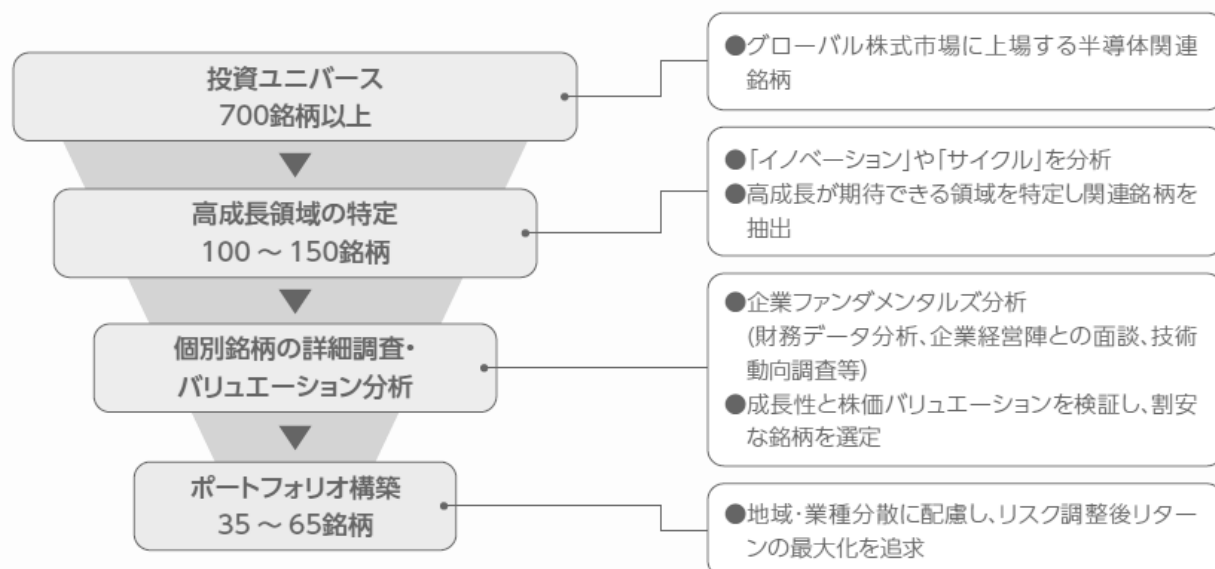 投資ユニバース
700銘柄以上
●グローバル株式市場に上場する半導体関連
銘柄
高成長領域の特定
100 ～ 150銘柄
●｢イノベーション｣や｢サイクル｣を分析
●高成長が期待できる領域を特定し関連銘柄を
抽出
個別銘柄の詳細調査・
バリュエーション分析
●企業ファンダメンタルズ分析
(財務データ分析、企業経営陣との面談、技術
動向調査等)
●成長性と株価バリュエーションを検証し、割安
な銘柄を選定
ポートフォリオ構築
35 ～ 65銘柄
●地域・業種分散に配慮し、リスク調整後リター
ンの最大化を追求